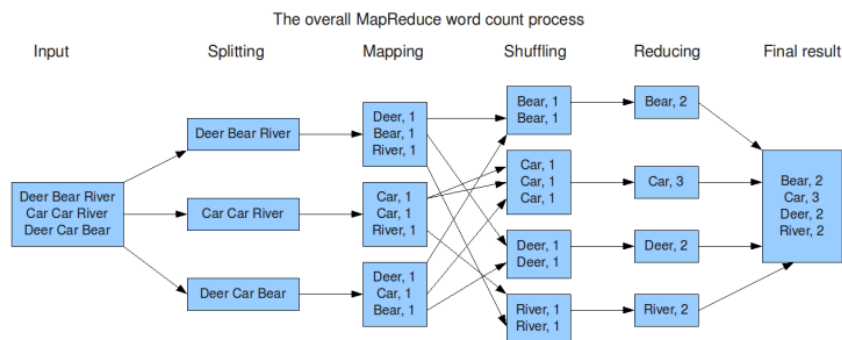 The overall MapReduce word count process
Input
Splitting
Mapping
Shuffling
Reducing
Final result
Deer Bear River
Car Car River
Deer Car Bear
Deer Bear River
Car Car River
Deer Car Bear
Deer, 1
Bear, 1
River, 1
Car, 1
Car, 1
River, 1
Deer, 1
Car, 1
Bear, 1
Bear, 1
Bear, 1
Car, 1
Car, 1
Car, 1
Deer, 1
Deer, 1
River, 1
River, 1
Bear, 2
Car, 3
Deer, 2
River, 2
Bear, 2
Car, 3
Deer, 2
River, 2